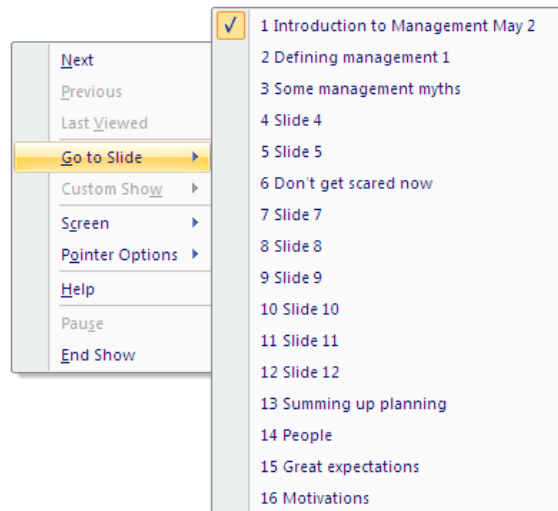 Next
Previous
Last Viewed
Go to Slide
Custom Show
Screen
Pointer Options
Help
Pause
End Show
1 Introduction to Management May 2
2 Defining management 1
3 Some management myths
4 Slide 4
5 Slide 5
6 Don't get scared now
7 Slide 7
8 Slide 8
9 Slide 9
10 Slide 10
11 Slide 11
12 Slide 12
13 Summing up planning
14 People
15 Great expectations
16 Motivations